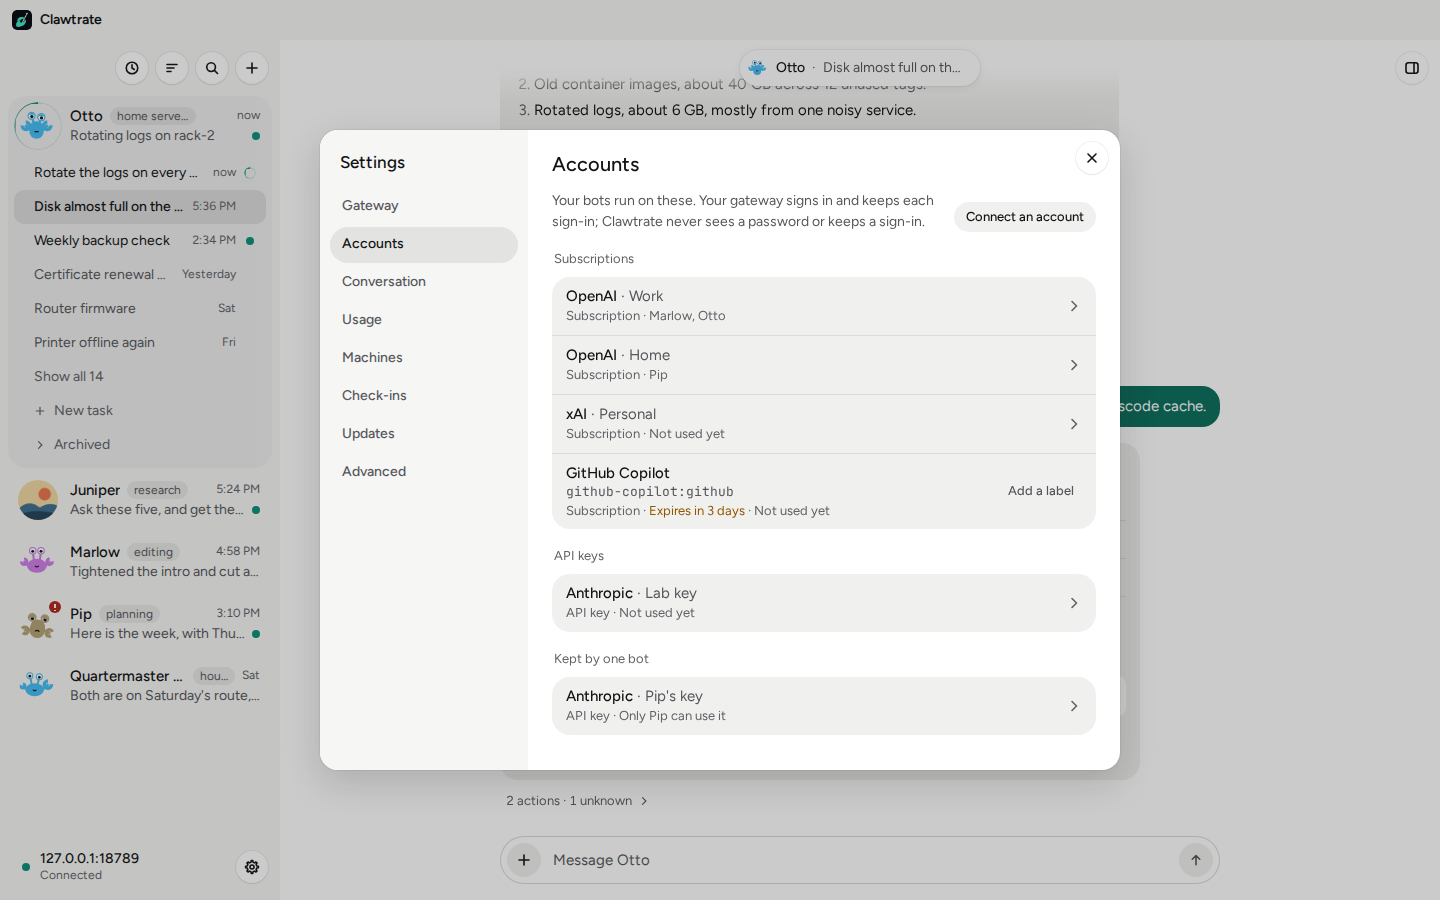 Clawtrate
Otto · Disk almost full on th...
Otto home serve... now
Rotating logs on rack-2
Rotate the logs on every ... now
Disk almost full on the ... 5:36 PM
Weekly backup check 2:34 PM
Certificate renewal ... Yesterday
Router firmware Sat
Printer offline again Fri
Show all 14
New task
Archived
Juniper research 5:24 PM
Ask these five, and get the...
Marlow editing 4:58 PM
Tightened the intro and cut a...
Pip planning 3:10 PM
Here is the week, with Thu...
Quartermaster ... hou... Sat
Both are on Saturday's route,...
127.0.0.1:18789
Connected
2. Old container images, about 40 GB across 12 unused tags.
3. Rotated logs, about 6 GB, mostly from one noisy service.
Settings
Gateway
Accounts
Conversation
Usage
Machines
Check-ins
Updates
Advanced
Accounts
Your bots run on these. Your gateway signs in and keeps each
sign-in; Clawtrate never sees a password or keeps a sign-in.
Connect an account
Subscriptions
OpenAI · Work
Subscription · Marlow, Otto
OpenAI · Home
Subscription · Pip
xAI · Personal
Subscription · Not used yet
GitHub Copilot
github-copilot:github
Subscription · Expires in 3 days · Not used yet
Add a label
API keys
Anthropic · Lab key
API key · Not used yet
Kept by one bot
Anthropic · Pip's key
API key · Only Pip can use it
scode cache.
2 actions · 1 unknown
Message Otto